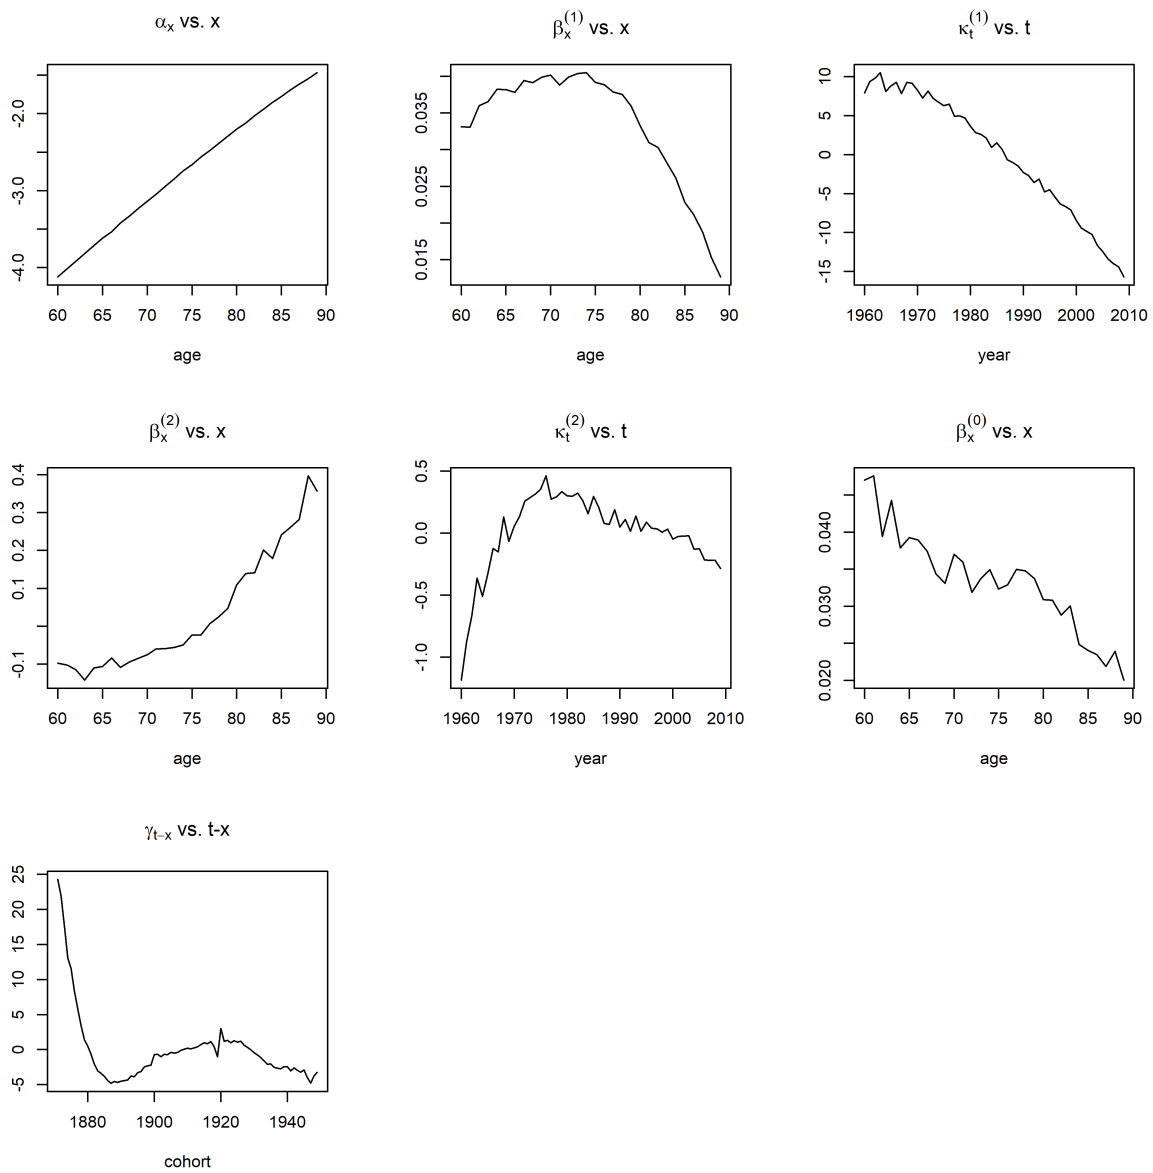 αx vs. x
βx(1) vs. x
κt(1) vs. t
-4.0 -3.0 -2.0
60 65 70 75 80 85 90
age
0.015 0.025 0.035
60 65 70 75 80 85 90
age
-15 -10 -5 0 5 10
1960 1970 1980 1990 2000 2010
year
βx(2) vs. x
κt(2) vs. t
βx(0) vs. x
-0.1 0.1 0.2 0.3 0.4
60 65 70 75 80 85 90
age
-1.0 -0.5 0.0 0.5
1960 1970 1980 1990 2000 2010
year
0.020 0.030 0.040
60 65 70 75 80 85 90
age
γt−x vs. t-x
-5 0 5 10 15 20 25
1880 1900 1920 1940
cohort